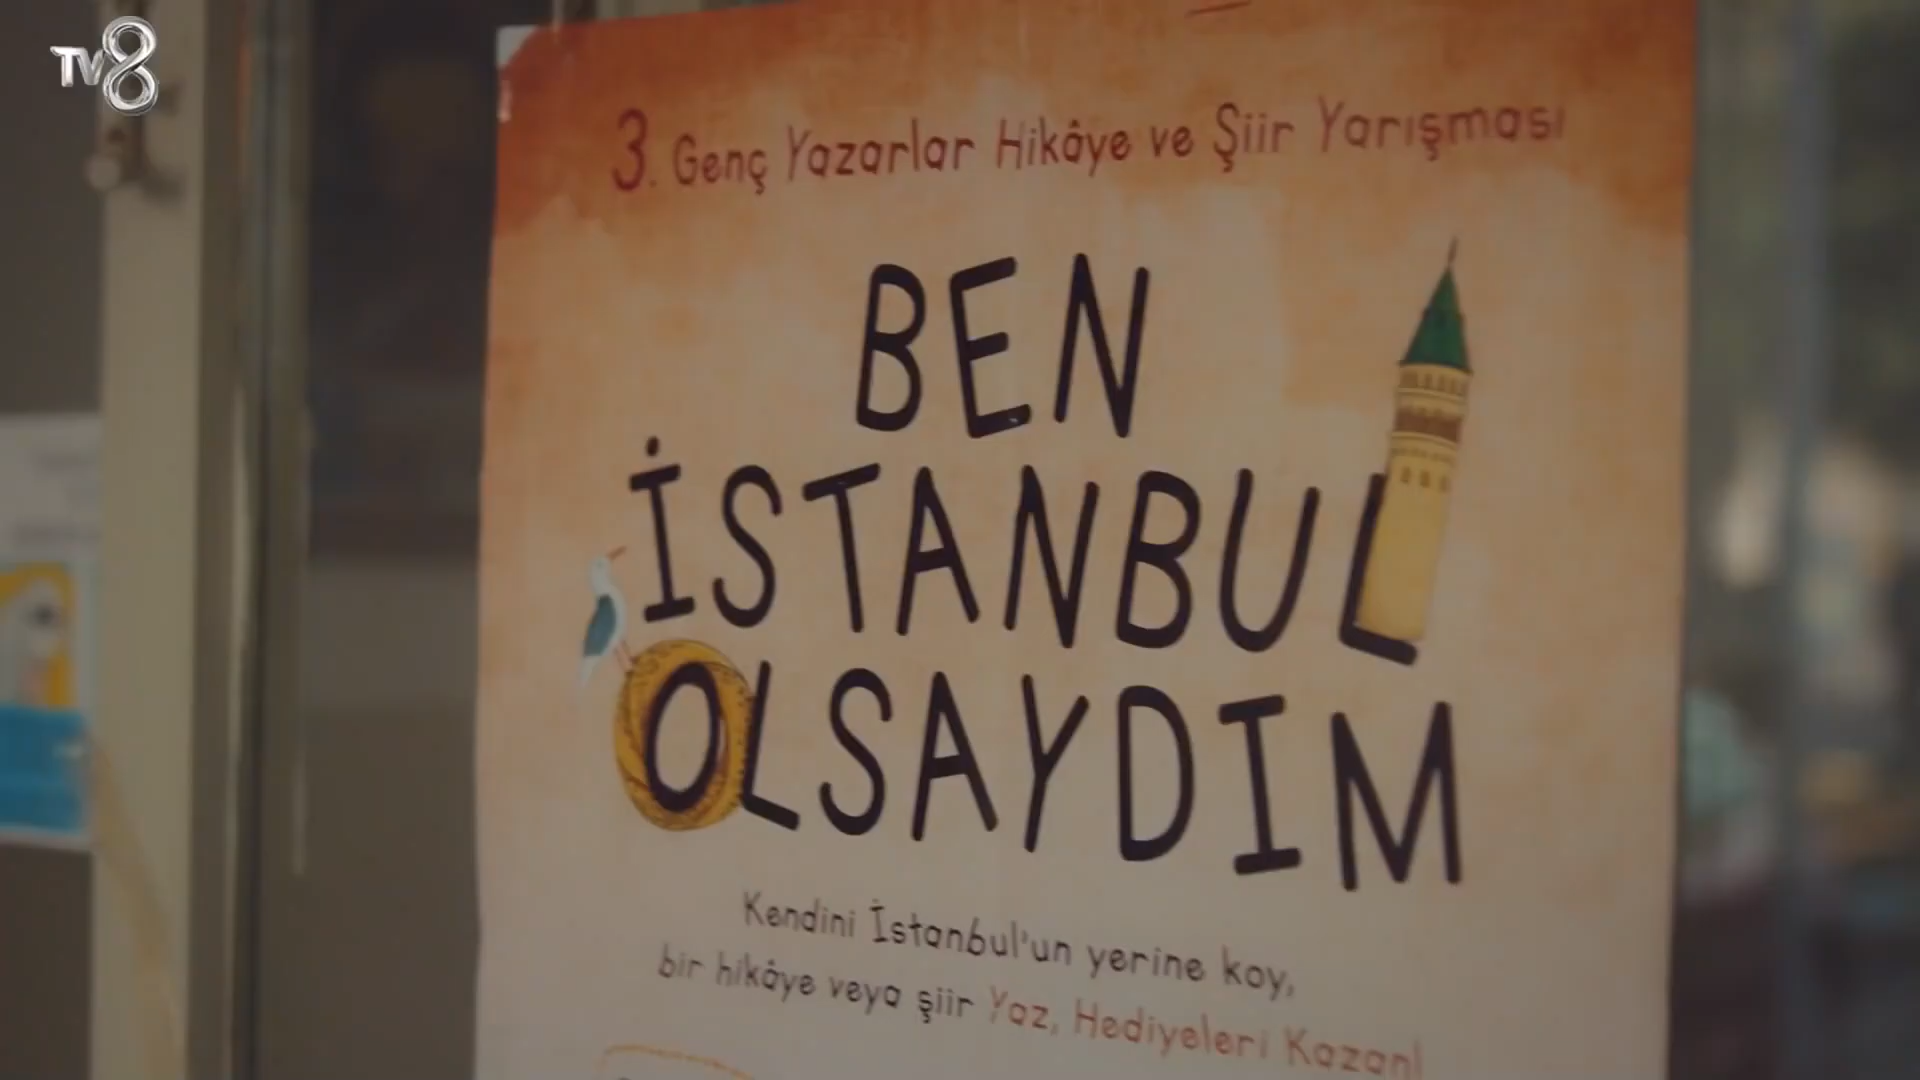 TV8
3. Genç Yazarlar Hikâye ve Şiir Yarışması
BEN
İSTANBUL
OLSAYDIM
Kendini İstanbul'un yerine koy,
bir hikâye veya şiir Yaz, Hediyeleri Kazan!